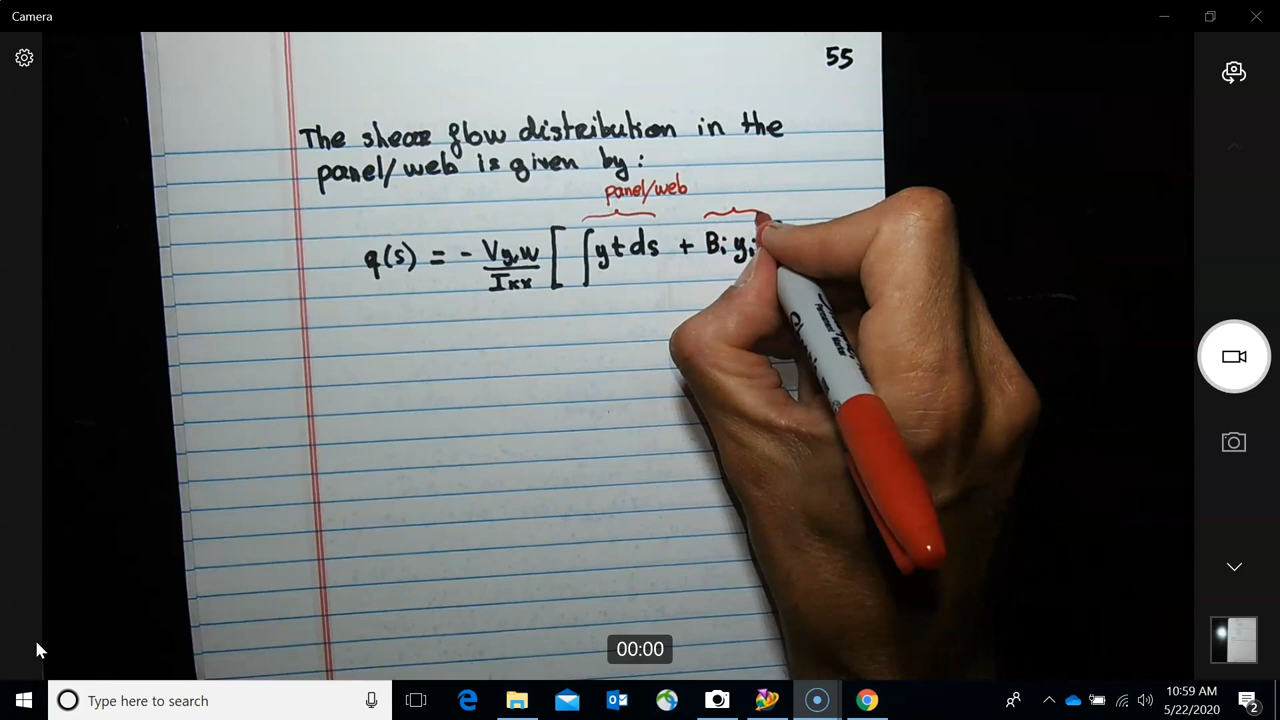 Camera
55
The shear flow distribution in the
panel/web is given by:
panel/web
q(s) = - Vy,w / Ixx [ ∫ y t ds + Bi yi
00:00
Type here to search
10:59 AM
5/22/2020
2